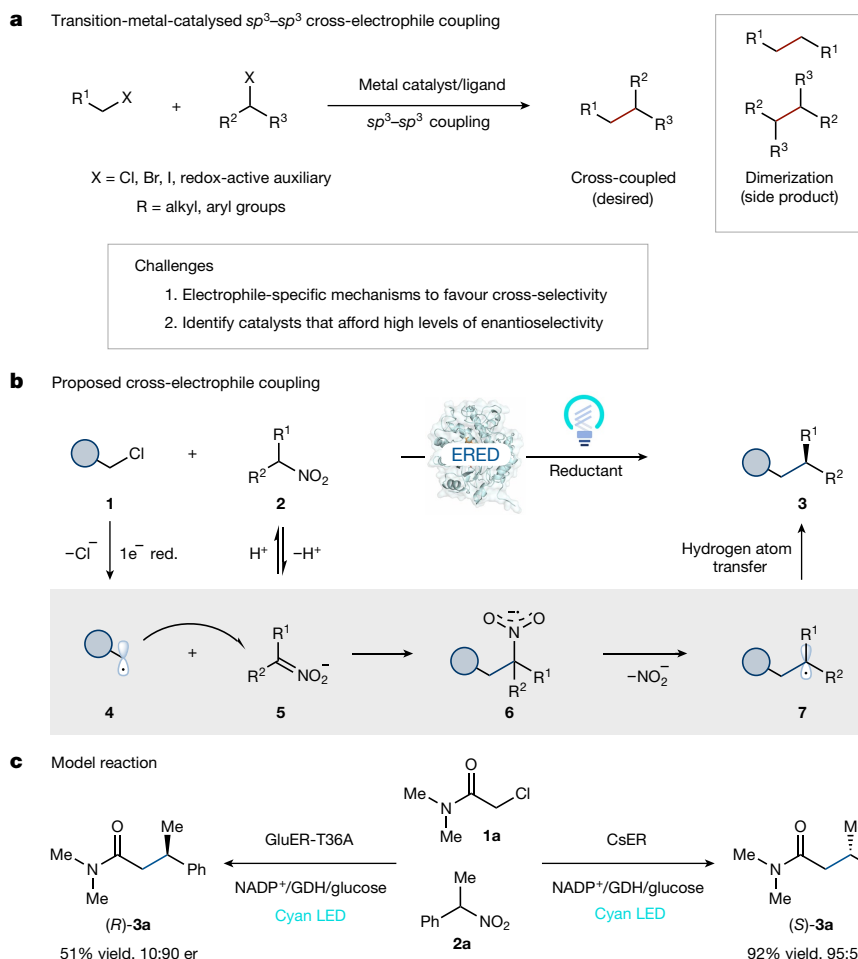 a Transition-metal-catalysed sp³–sp³ cross-electrophile coupling
R¹ X
+
X R² R³
Metal catalyst/ligand
sp³–sp³ coupling
R¹ R² R³
R¹ R¹
R³ R² R² R³
X = Cl, Br, I, redox-active auxiliary
R = alkyl, aryl groups
Cross-coupled
(desired)
Dimerization
(side product)
Challenges
1. Electrophile-specific mechanisms to favour cross-selectivity
2. Identify catalysts that afford high levels of enantioselectivity
b Proposed cross-electrophile coupling
Cl
+
R¹ R² NO₂
ERED
Reductant
R¹ R²
1 2 3
−Cl⁻ 1e⁻ red.
H⁺ −H⁺
Hydrogen atom
transfer
+
R¹ R² NO₂⁻
O N O R¹ R²
−NO₂⁻
R¹ R²
4 5 6 7
c Model reaction
O Me N Me Cl
1a
Me Ph NO₂
2a
GluER-T36A
NADP⁺/GDH/glucose
Cyan LED
O Me Me N Me Ph
(R)-3a
51% yield, 10:90 er
CsER
NADP⁺/GDH/glucose
Cyan LED
O Me N Me
(S)-3a
92% yield, 95:5